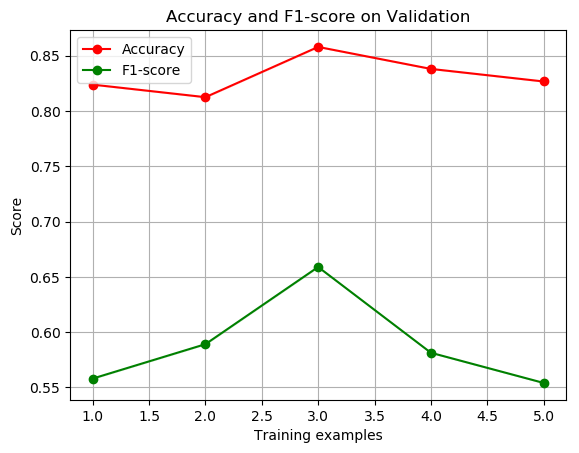 Accuracy and F1-score on Validation
Accuracy
F1-score
0.85
0.80
0.75
0.70
0.65
0.60
0.55
Score
1.0 1.5 2.0 2.5 3.0 3.5 4.0 4.5 5.0
Training examples